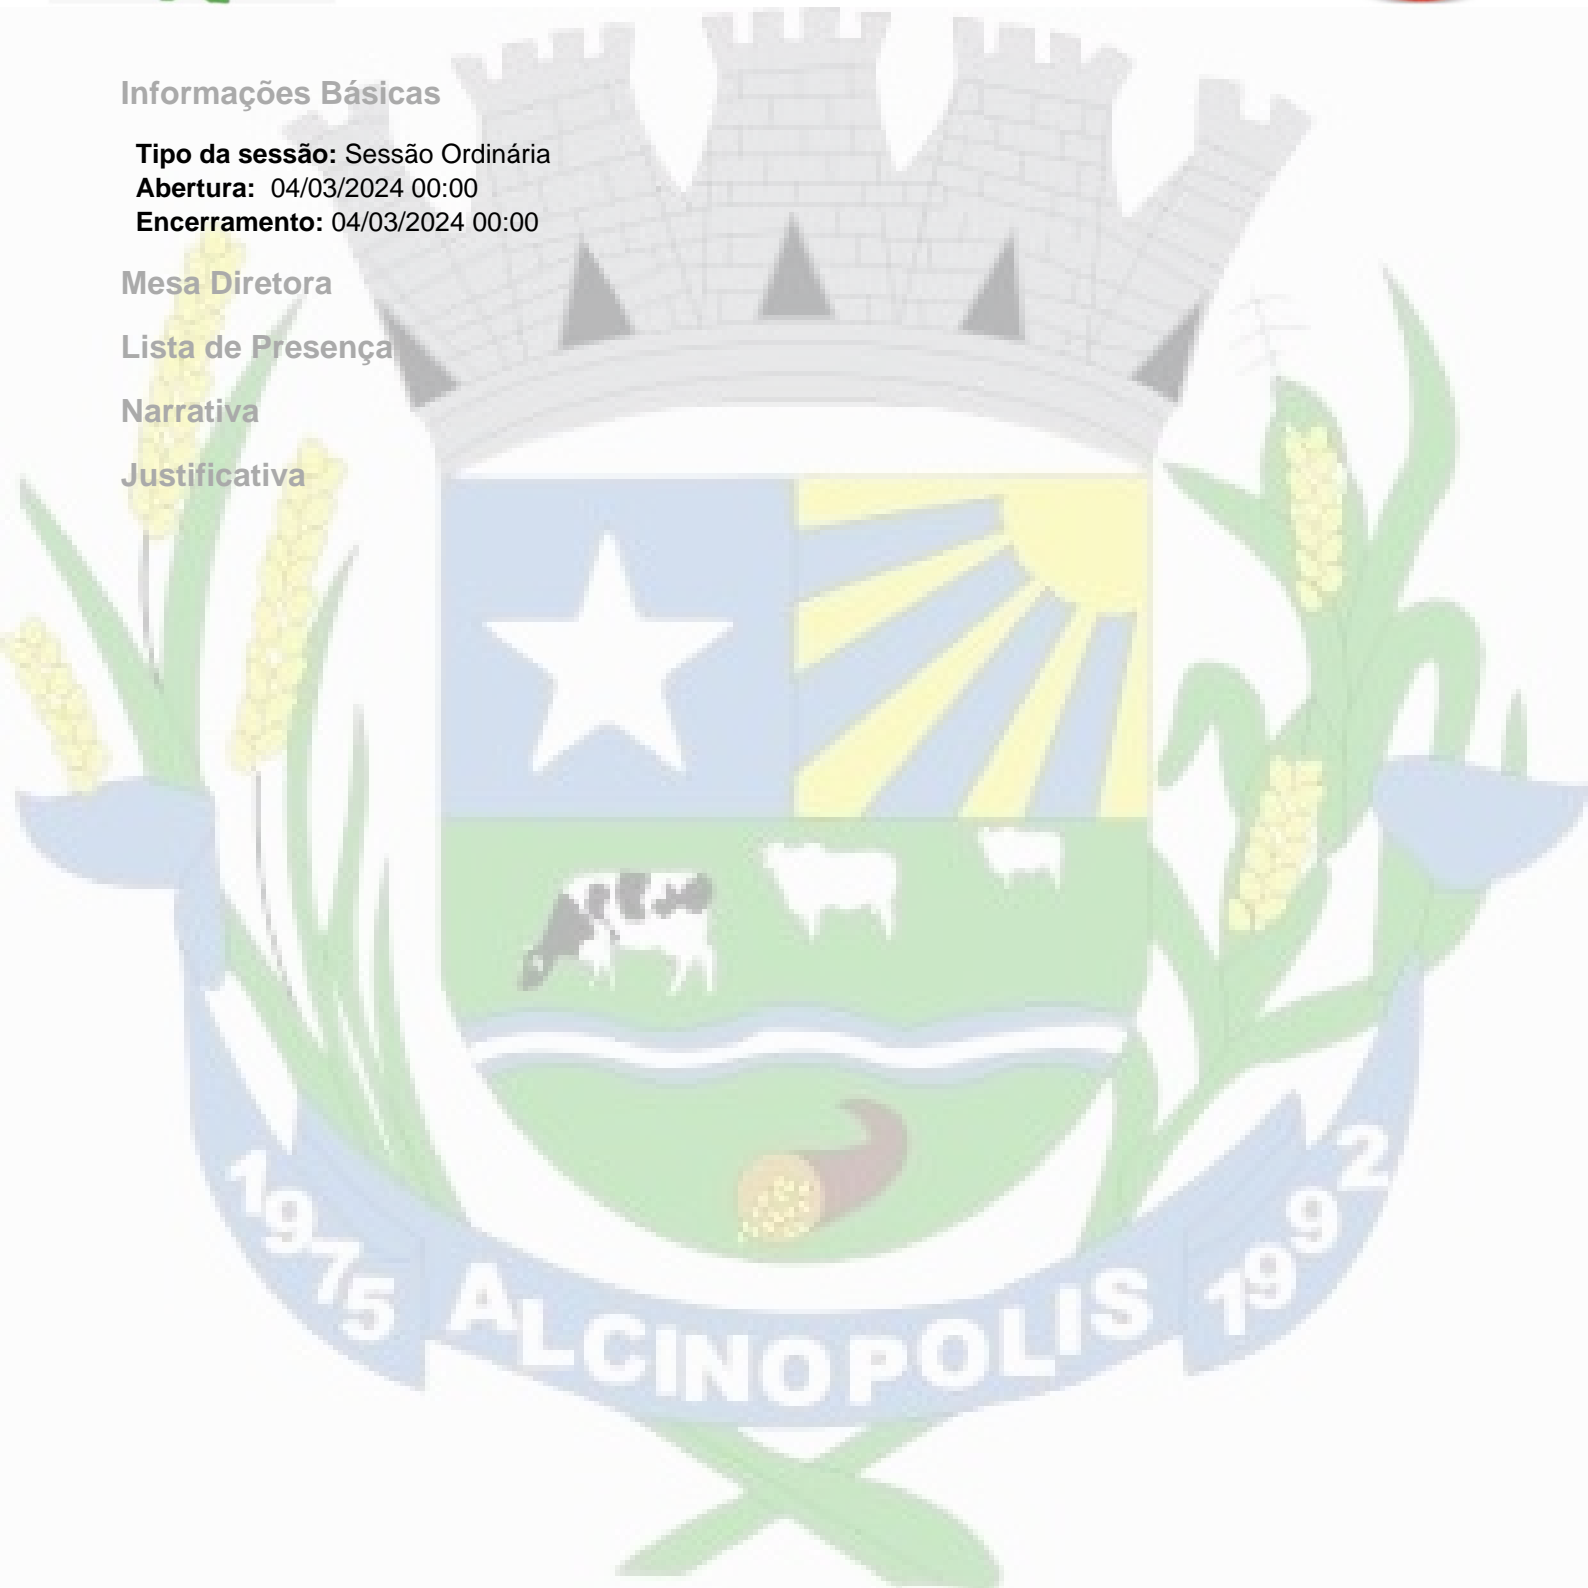 Informações Básicas
Tipo da sessão: Sessão Ordinária
Abertura: 04/03/2024 00:00
Encerramento: 04/03/2024 00:00
Mesa Diretora
Lista de Presença
Narrativa
Justificativa
1975 ALCINOPOLIS 1992